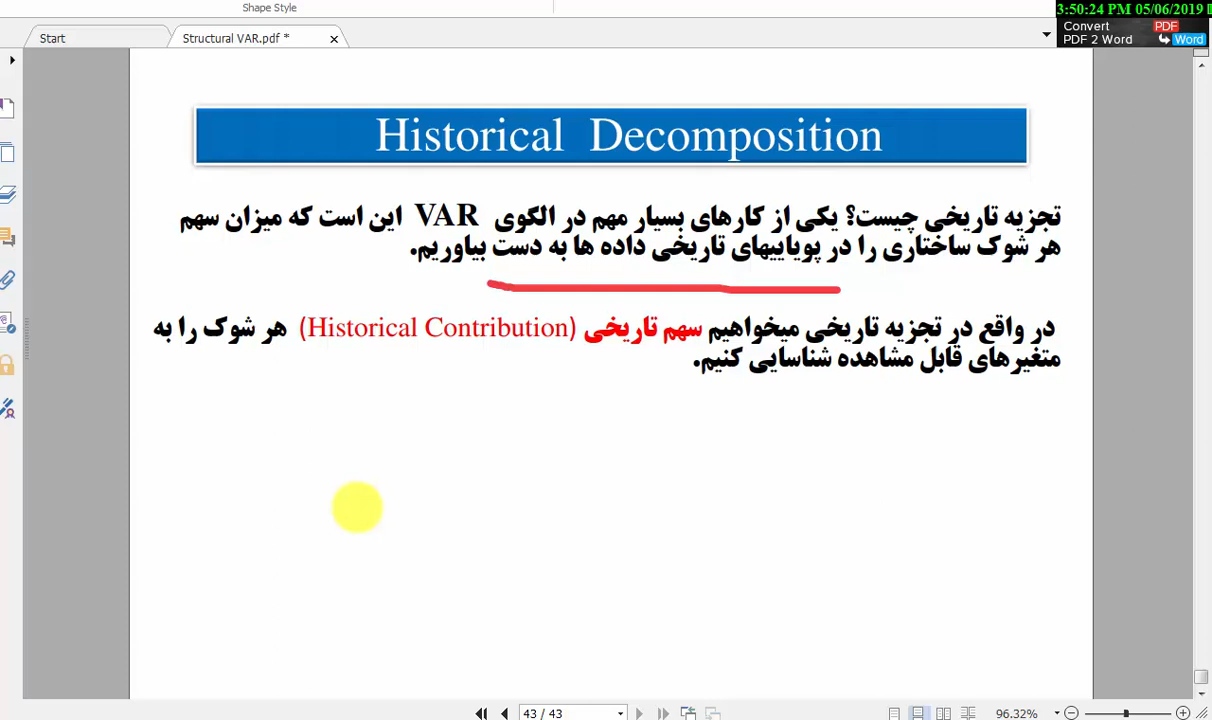 Shape Style
3:50:24 PM 05/06/2019
Start
Structural VAR.pdf *
Convert PDF
PDF 2 Word Word
Historical Decomposition
تجزیه تاریخی چیست؟ یکی از کارهای بسیار مهم در الگوی VAR این است که میزان سهم
هر شوک ساختاری را در پویاییهای تاریخی داده ها به دست بیاوریم.
در واقع در تجزیه تاریخی میخواهیم سهم تاریخی (Historical Contribution) هر شوک را به
متغیرهای قابل مشاهده شناسایی کنیم.
43 / 43
96.32%